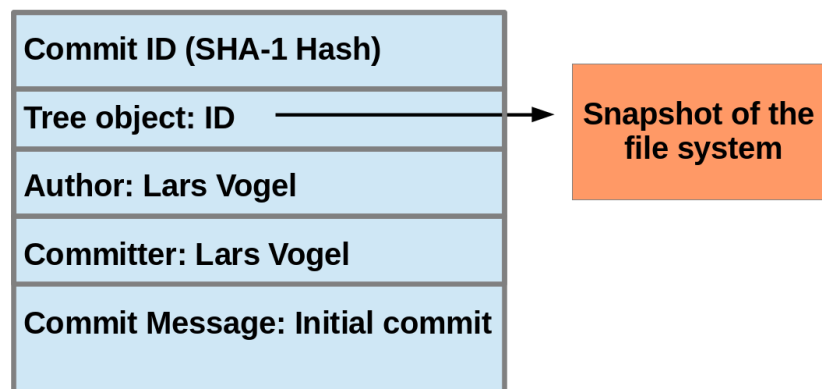 Commit ID (SHA-1 Hash)
Tree object: ID
Snapshot of the
file system
Author: Lars Vogel
Committer: Lars Vogel
Commit Message: Initial commit